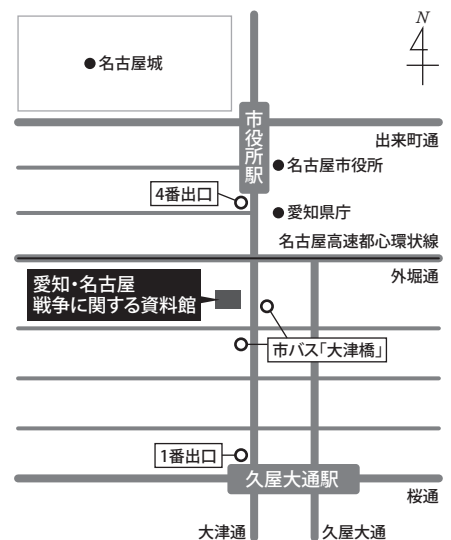 N
名古屋城
市役所駅
出来町通
名古屋市役所
4番出口
愛知県庁
名古屋高速都心環状線
外堀通
愛知・名古屋
戦争に関する資料館
市バス「大津橋」
1番出口
久屋大通駅
桜通
大津通
久屋大通